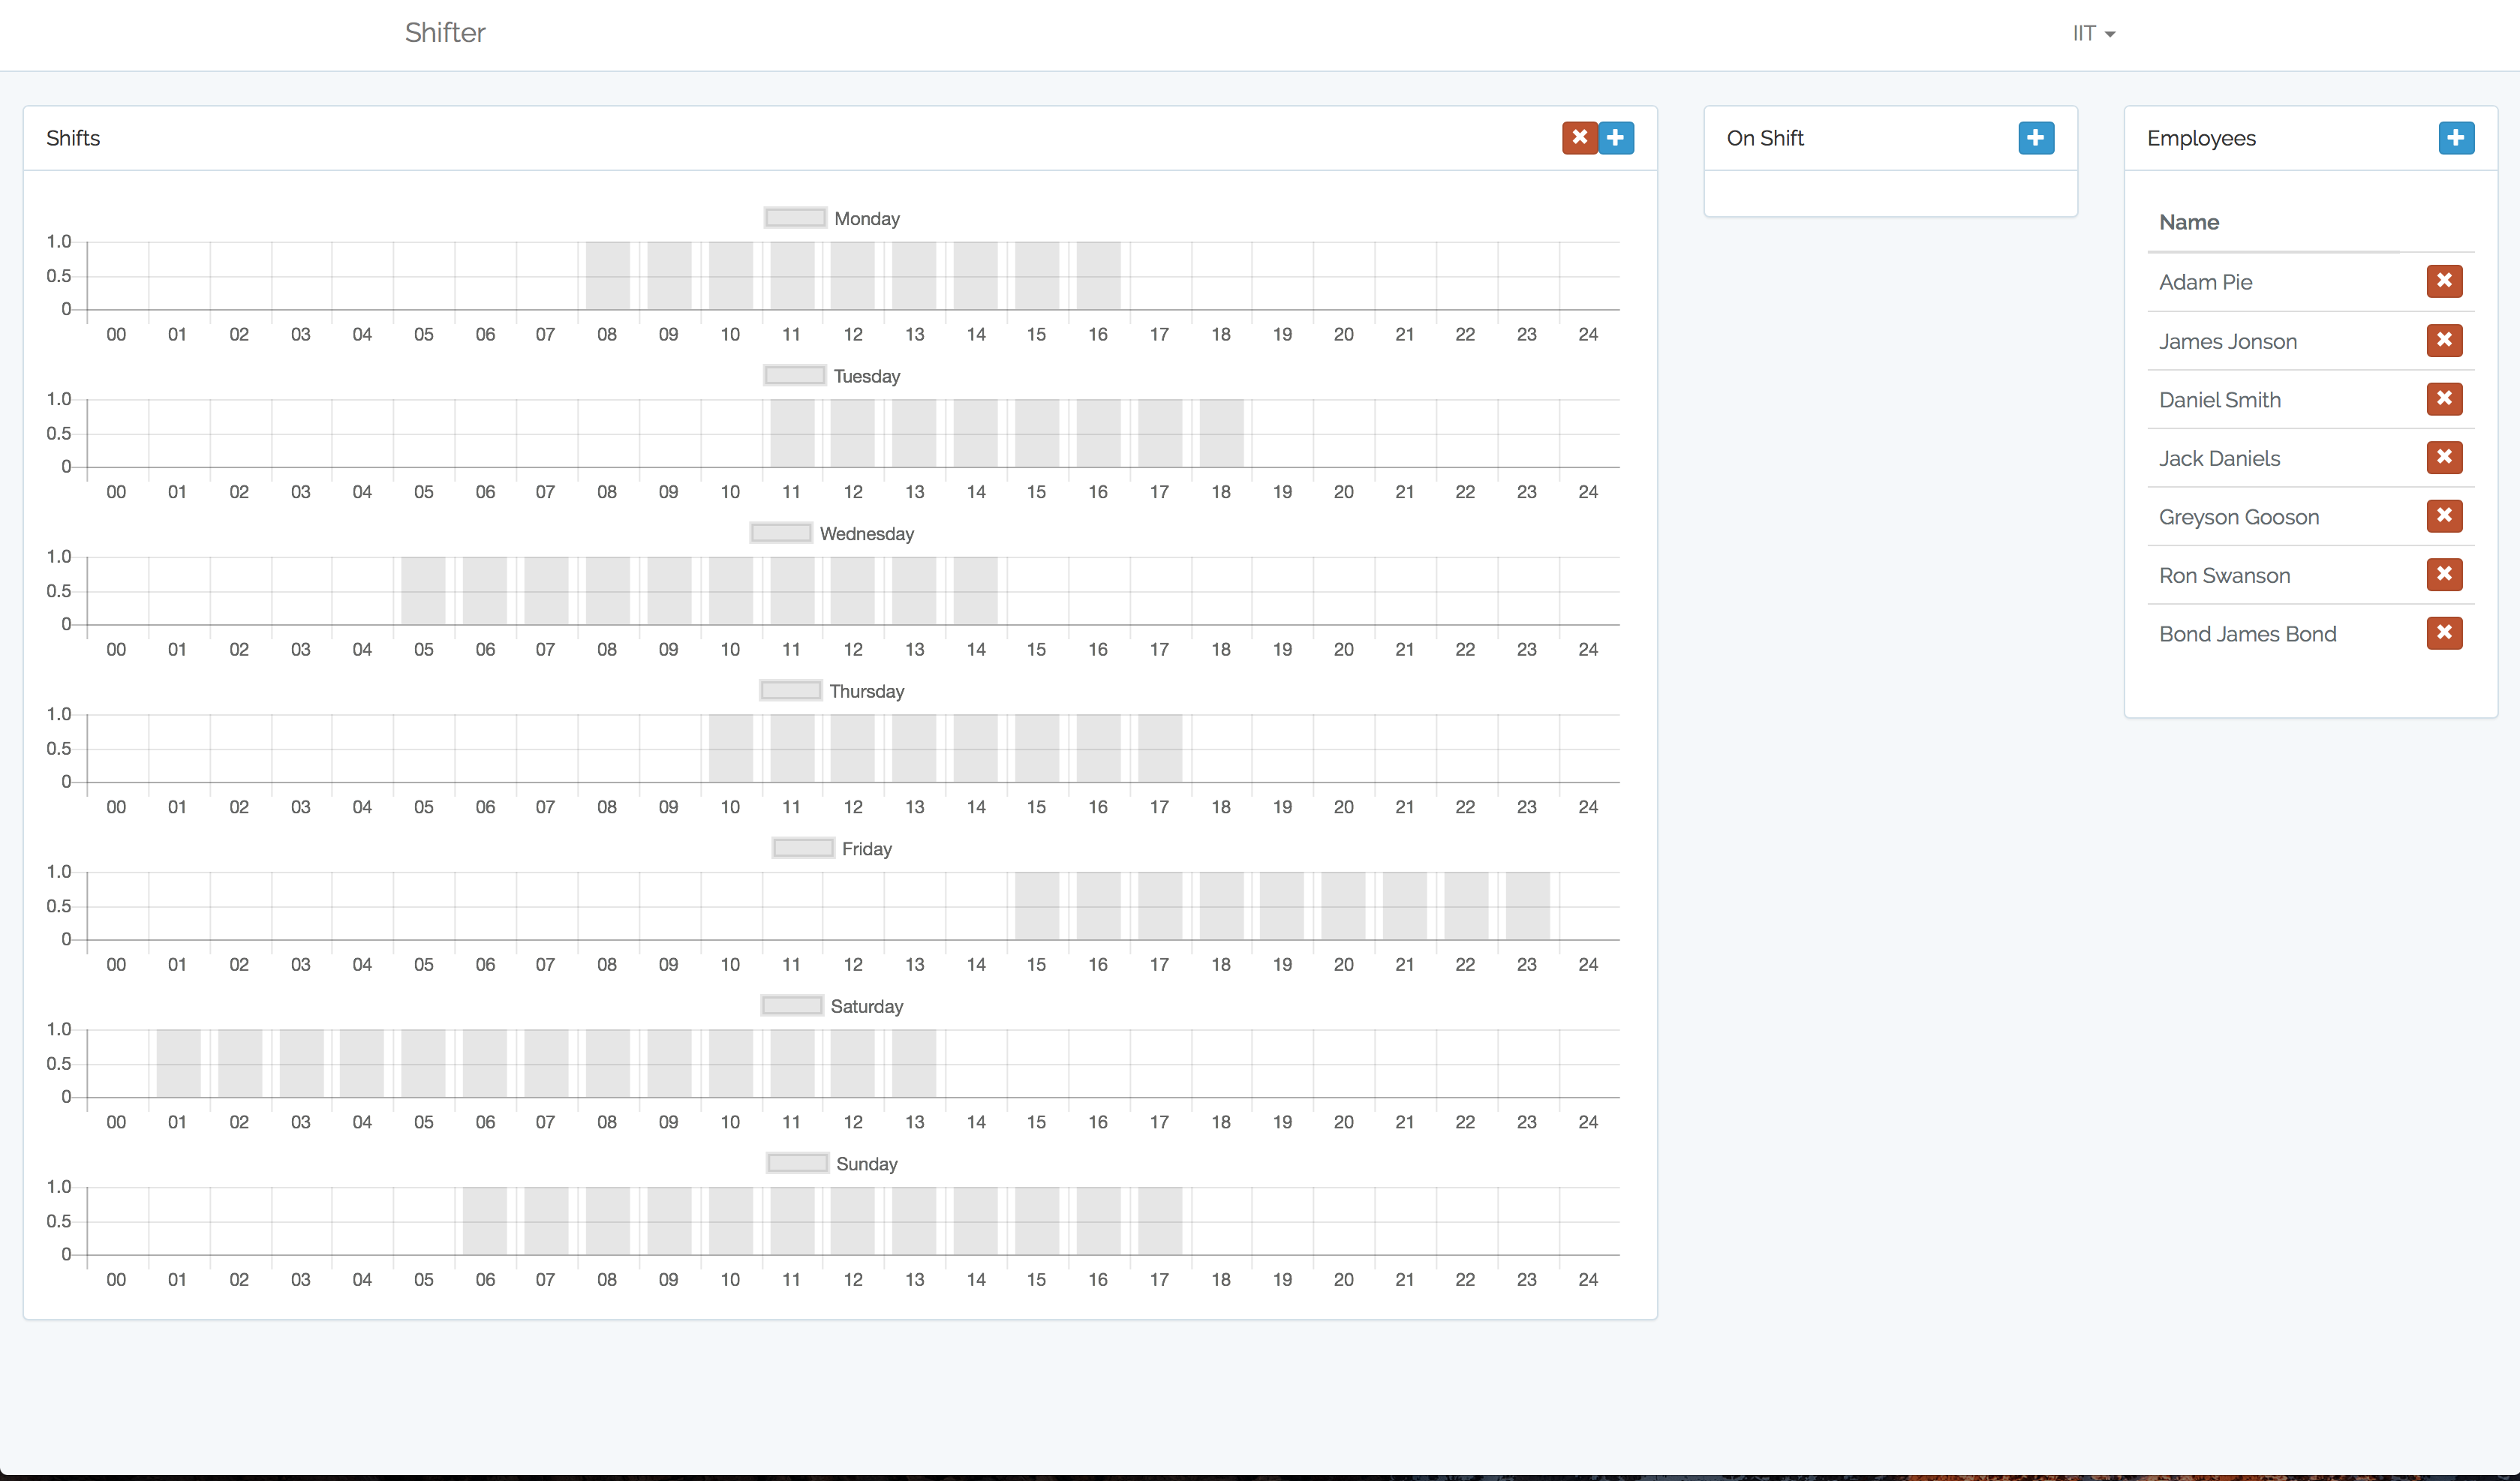 Shifter
IIT
Shifts
Monday
1.0
0.5
0
00 01 02 03 04 05 06 07 08 09 10 11 12 13 14 15 16 17 18 19 20 21 22 23 24
Tuesday
1.0
0.5
0
00 01 02 03 04 05 06 07 08 09 10 11 12 13 14 15 16 17 18 19 20 21 22 23 24
Wednesday
1.0
0.5
0
00 01 02 03 04 05 06 07 08 09 10 11 12 13 14 15 16 17 18 19 20 21 22 23 24
Thursday
1.0
0.5
0
00 01 02 03 04 05 06 07 08 09 10 11 12 13 14 15 16 17 18 19 20 21 22 23 24
Friday
1.0
0.5
0
00 01 02 03 04 05 06 07 08 09 10 11 12 13 14 15 16 17 18 19 20 21 22 23 24
Saturday
1.0
0.5
0
00 01 02 03 04 05 06 07 08 09 10 11 12 13 14 15 16 17 18 19 20 21 22 23 24
Sunday
1.0
0.5
0
00 01 02 03 04 05 06 07 08 09 10 11 12 13 14 15 16 17 18 19 20 21 22 23 24
On Shift
Employees
Name
Adam Pie
James Jonson
Daniel Smith
Jack Daniels
Greyson Gooson
Ron Swanson
Bond James Bond